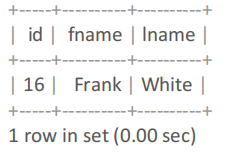 +-----+---------+----------+
| id | fname | lname |
+-----+---------+----------+
| 16 | Frank | White |
+-----+---------+----------+
1 row in set (0.00 sec)